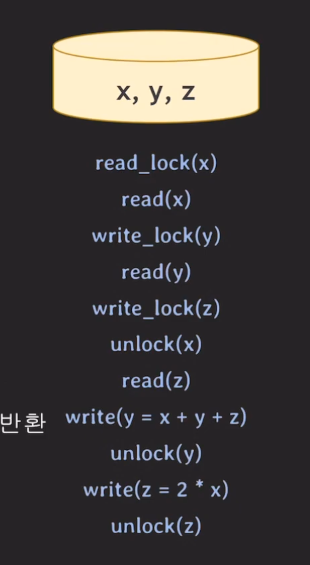 x, y, z
read_lock(x)
read(x)
write_lock(y)
read(y)
write_lock(z)
unlock(x)
read(z)
반환 write(y = x + y + z)
unlock(y)
write(z = 2 * x)
unlock(z)